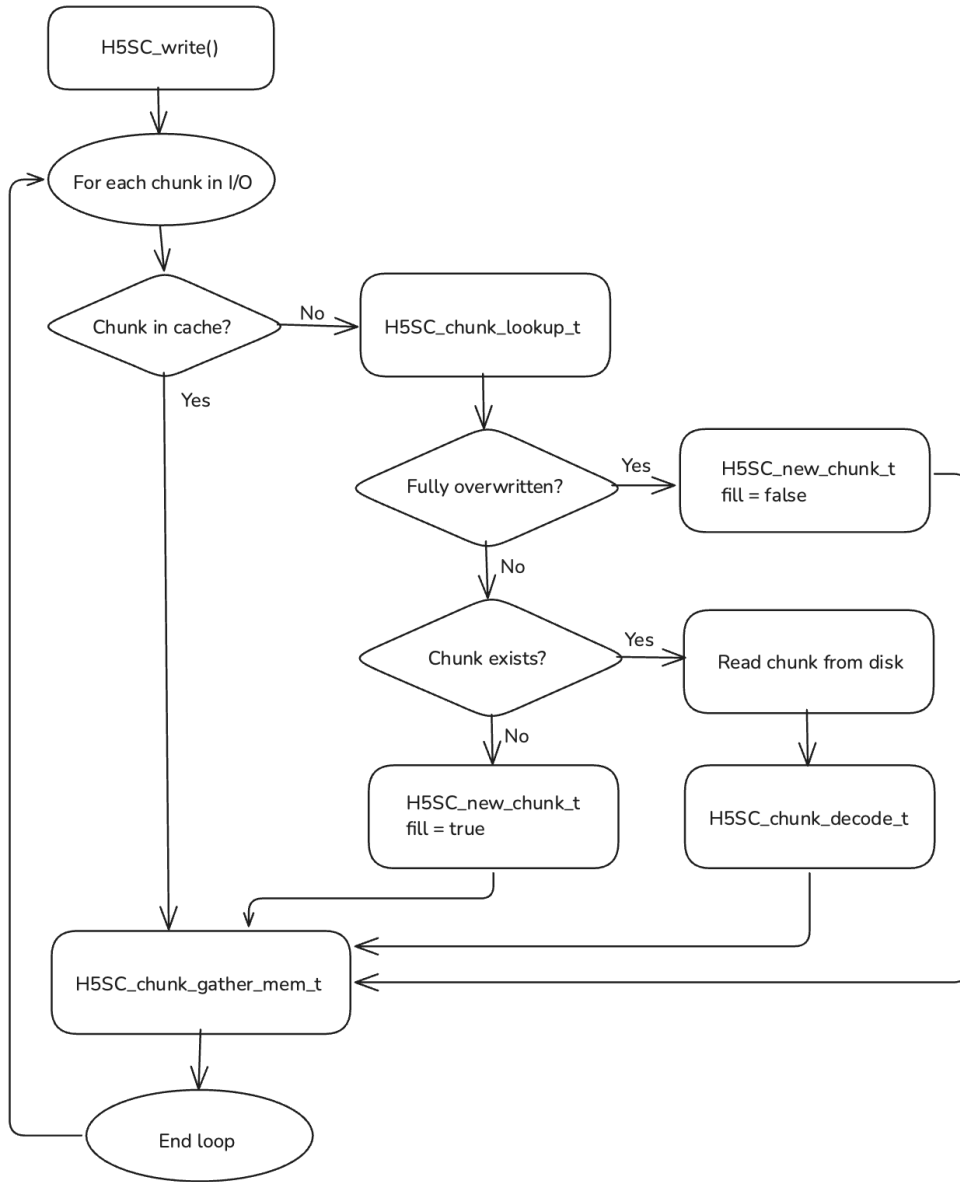 H5SC_write()
For each chunk in I/O
Chunk in cache?
No
H5SC_chunk_lookup_t
Yes
Fully overwritten?
Yes
H5SC_new_chunk_t
fill = false
No
Chunk exists?
Yes
Read chunk from disk
No
H5SC_new_chunk_t
fill = true
H5SC_chunk_decode_t
H5SC_chunk_gather_mem_t
End loop